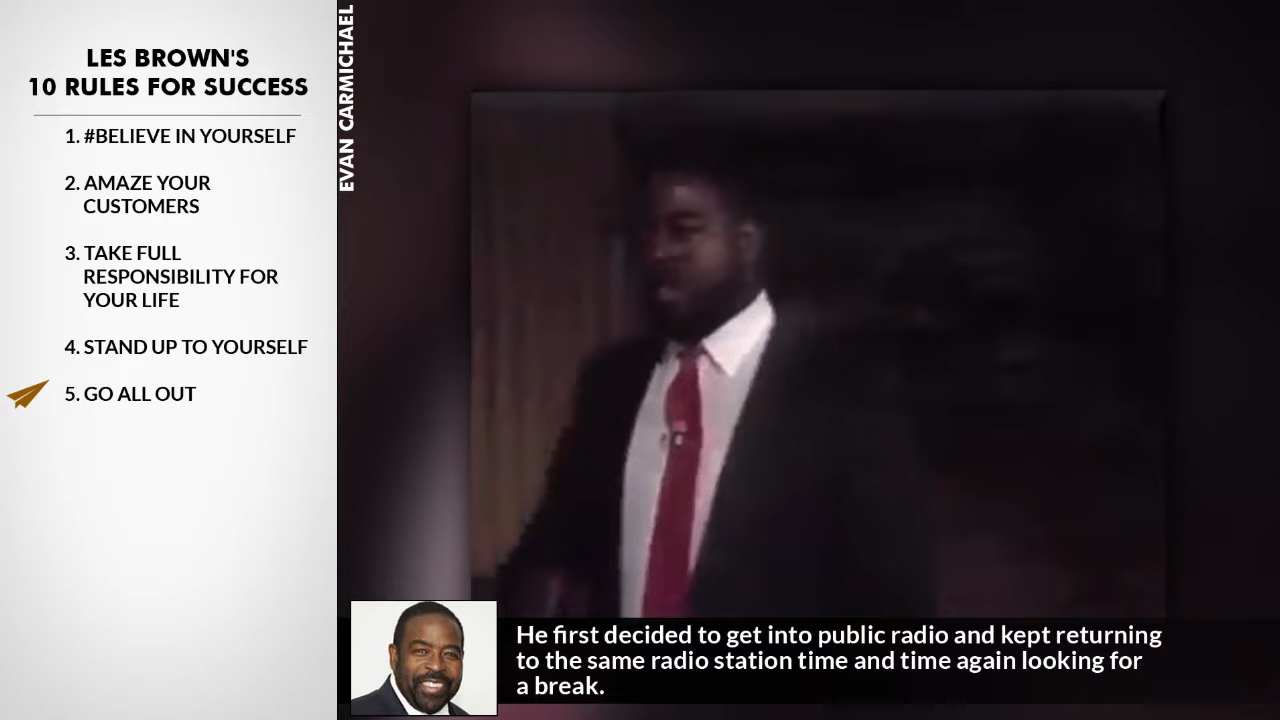 LES BROWN'S
10 RULES FOR SUCCESS
1. #BELIEVE IN YOURSELF
2. AMAZE YOUR
CUSTOMERS
3. TAKE FULL
RESPONSIBILITY FOR
YOUR LIFE
4. STAND UP TO YOURSELF
5. GO ALL OUT
EVAN CARMICHAEL
He first decided to get into public radio and kept returning
to the same radio station time and time again looking for
a break.